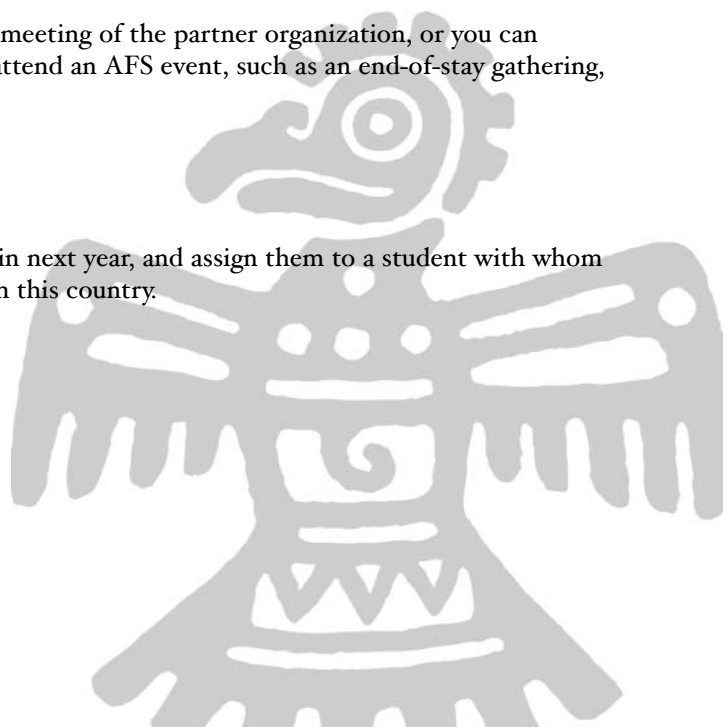 meeting of the partner organization, or you can
attend an AFS event, such as an end-of-stay gathering,
in next year, and assign them to a student with whom
this country.